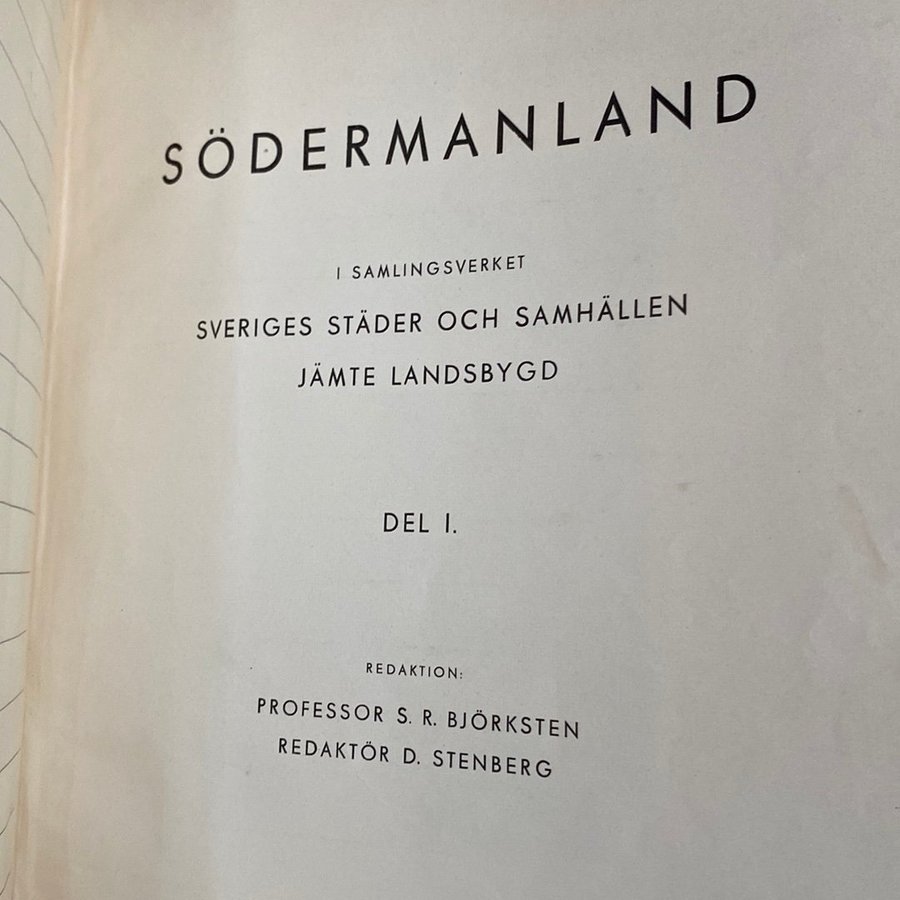 SÖDERMANLAND
I SAMLINGSVERKET
SVERIGES STÄDER OCH SAMHÄLLEN
JÄMTE LANDSBYGD
DEL I.
REDAKTION:
PROFESSOR S. R. BJÖRKSTEN
REDAKTÖR D. STENBERG